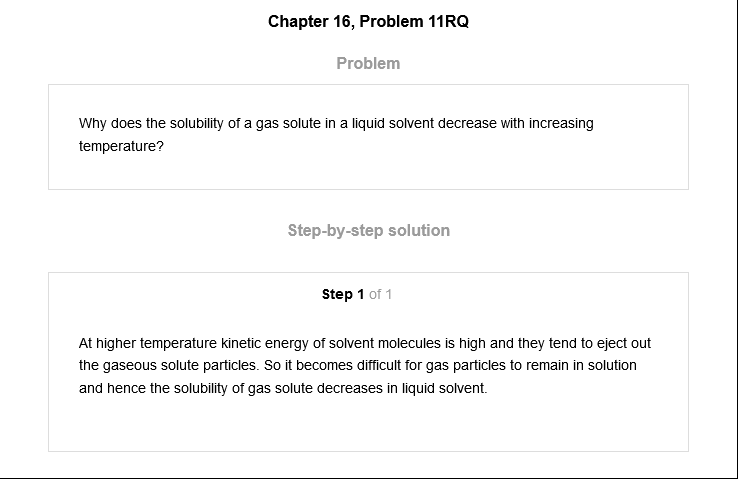 Chapter 16, Problem 11RQ
Problem
Why does the solubility of a gas solute in a liquid solvent decrease with increasing
temperature?
Step-by-step solution
Step 1 of 1
At higher temperature kinetic energy of solvent molecules is high and they tend to eject out
the gaseous solute particles. So it becomes difficult for gas particles to remain in solution
and hence the solubility of gas solute decreases in liquid solvent.